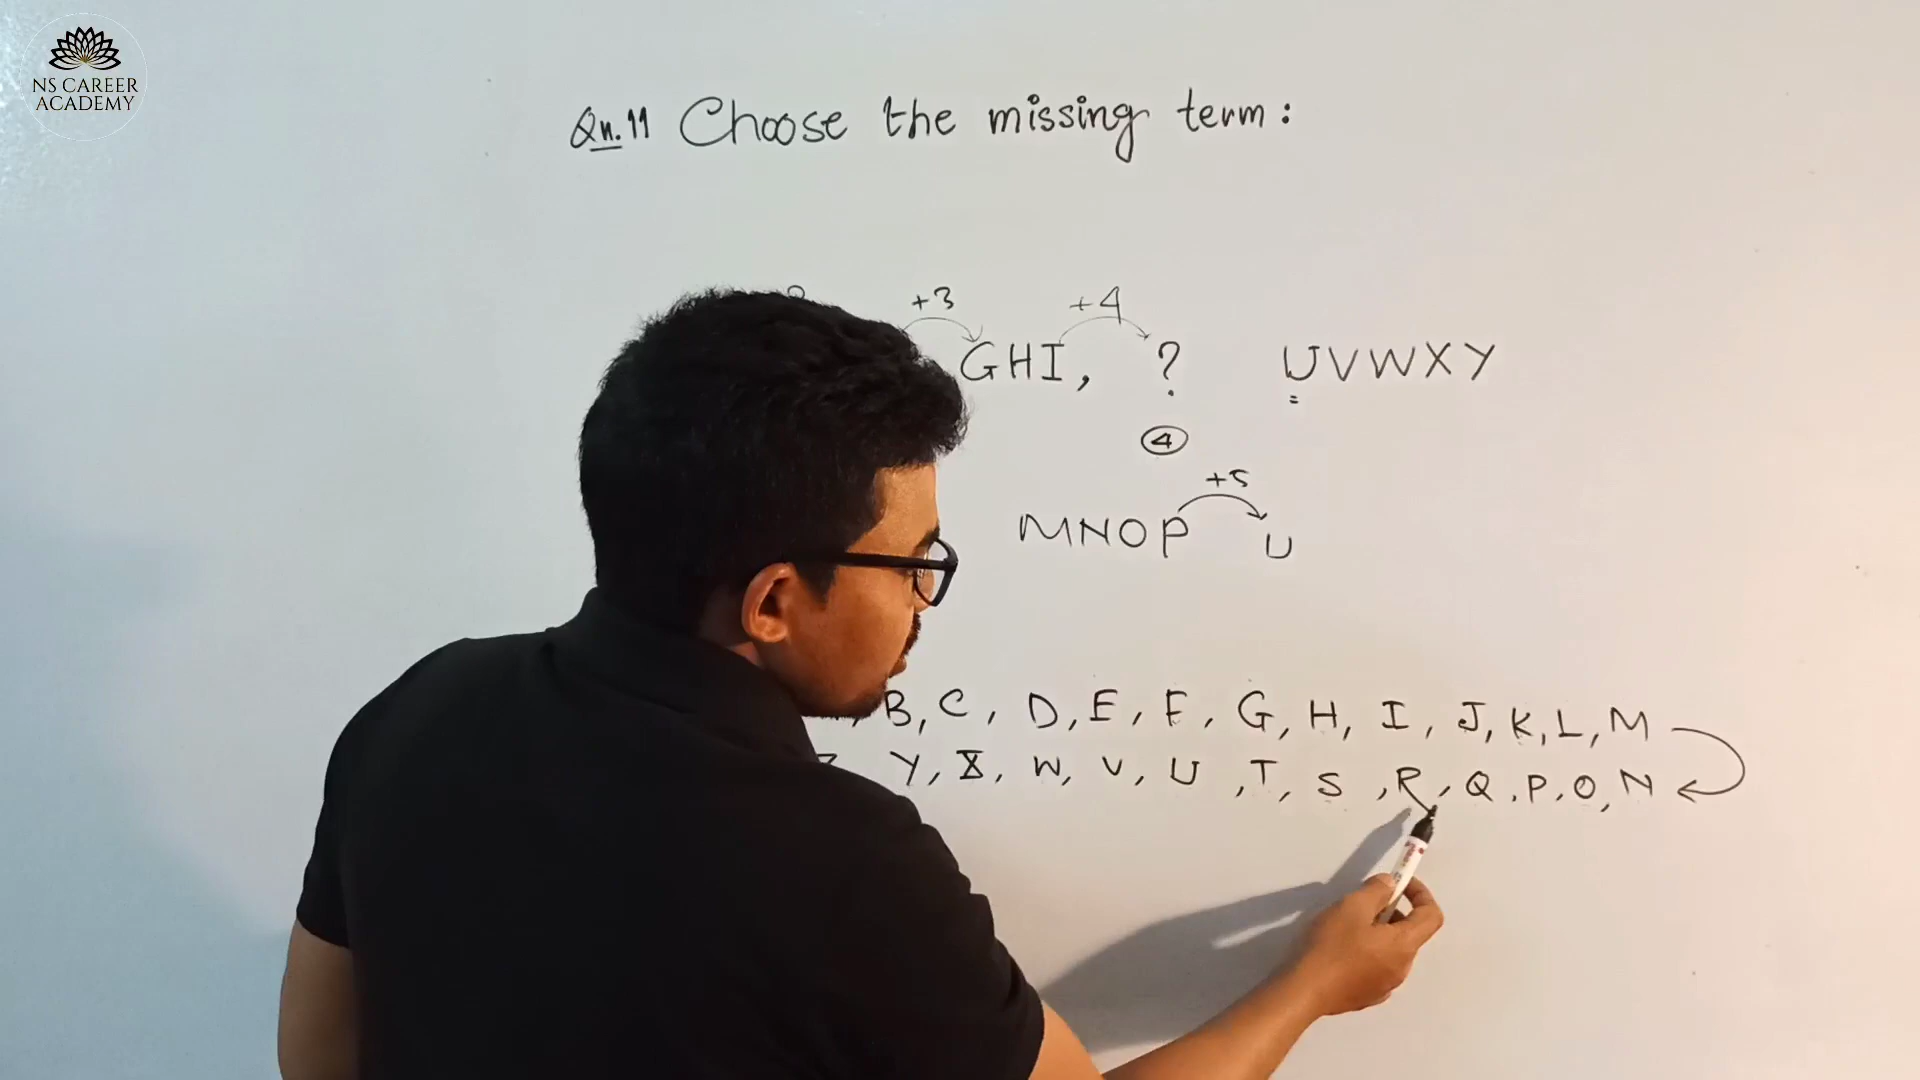 NS CAREER
ACADEMY
Qn.11 Choose the missing term:
+3 +4
GHI, ? UVWXY
4
+5
MNOP U
B, C, D, E, F, G, H, I, J, K, L, M
Y, X, W, V, U, T, S, R, Q, P, O, N